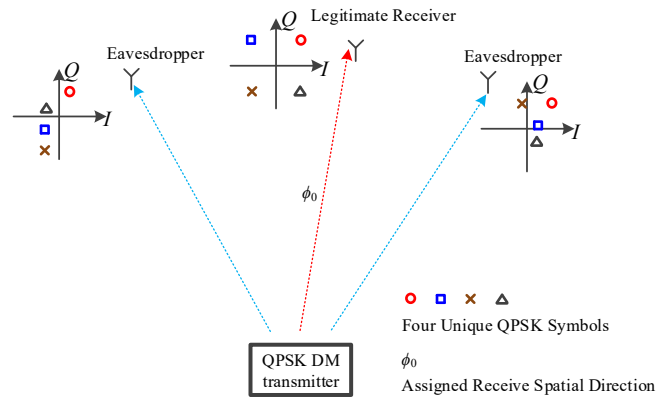 Legitimate Receiver
Eavesdropper
Q
I
Q
I
Eavesdropper
Q
I
ϕ0
Four Unique QPSK Symbols
ϕ0
Assigned Receive Spatial Direction
QPSK DM
transmitter